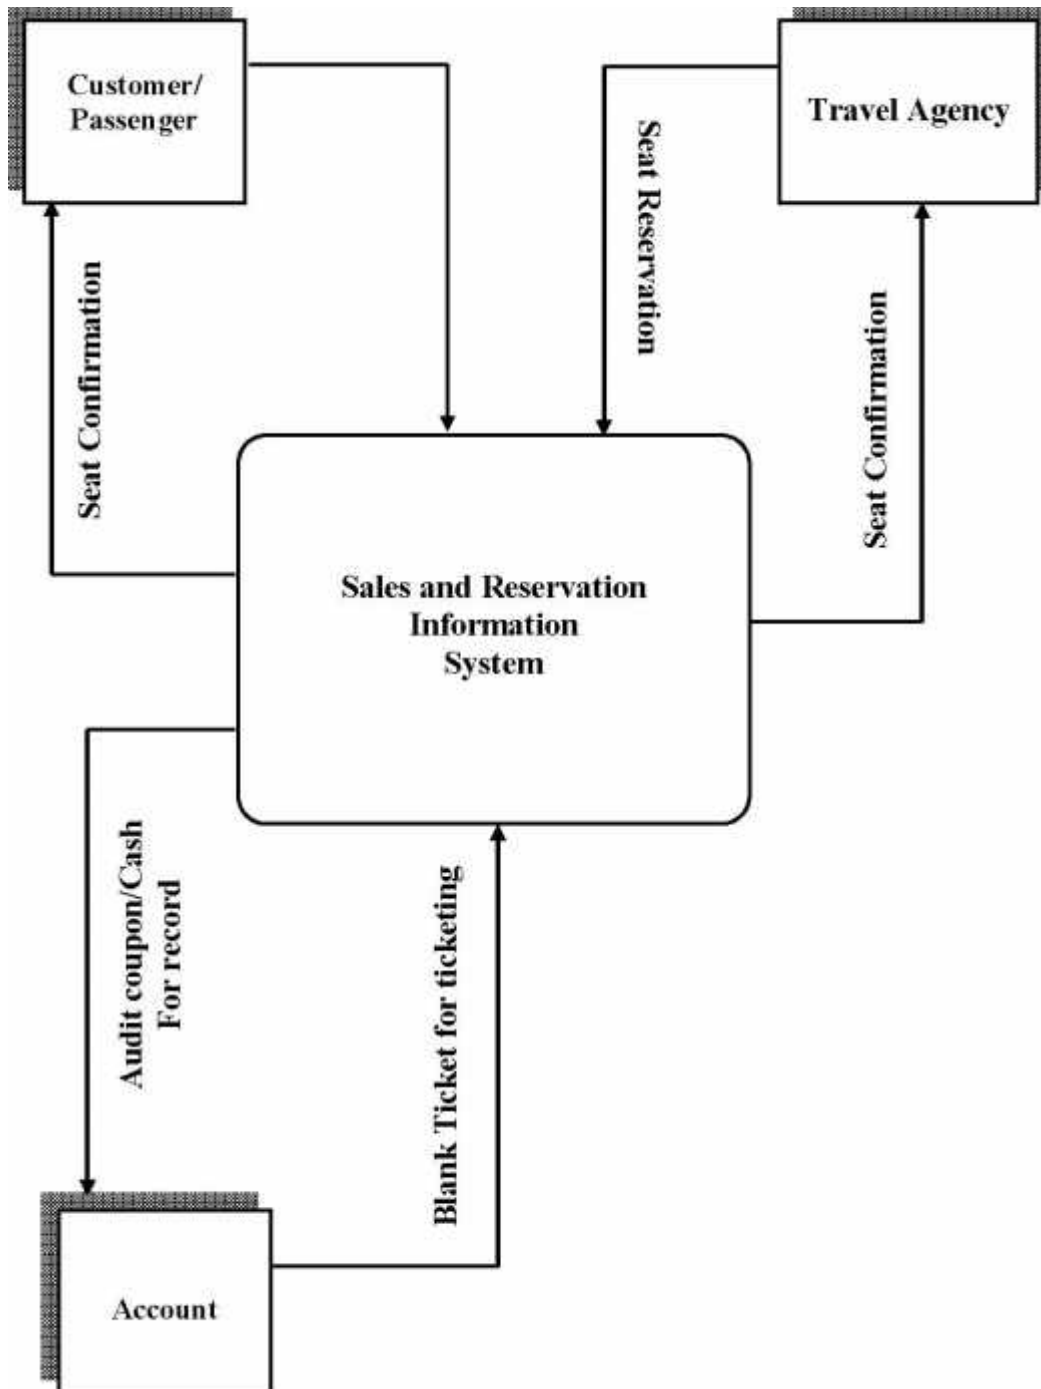 Customer/
Passenger
Travel Agency
Seat Reservation
Seat Confirmation
Seat Confirmation
Sales and Reservation
Information
System
Audit coupon/Cash
For record
Blank Ticket for ticketing
Account